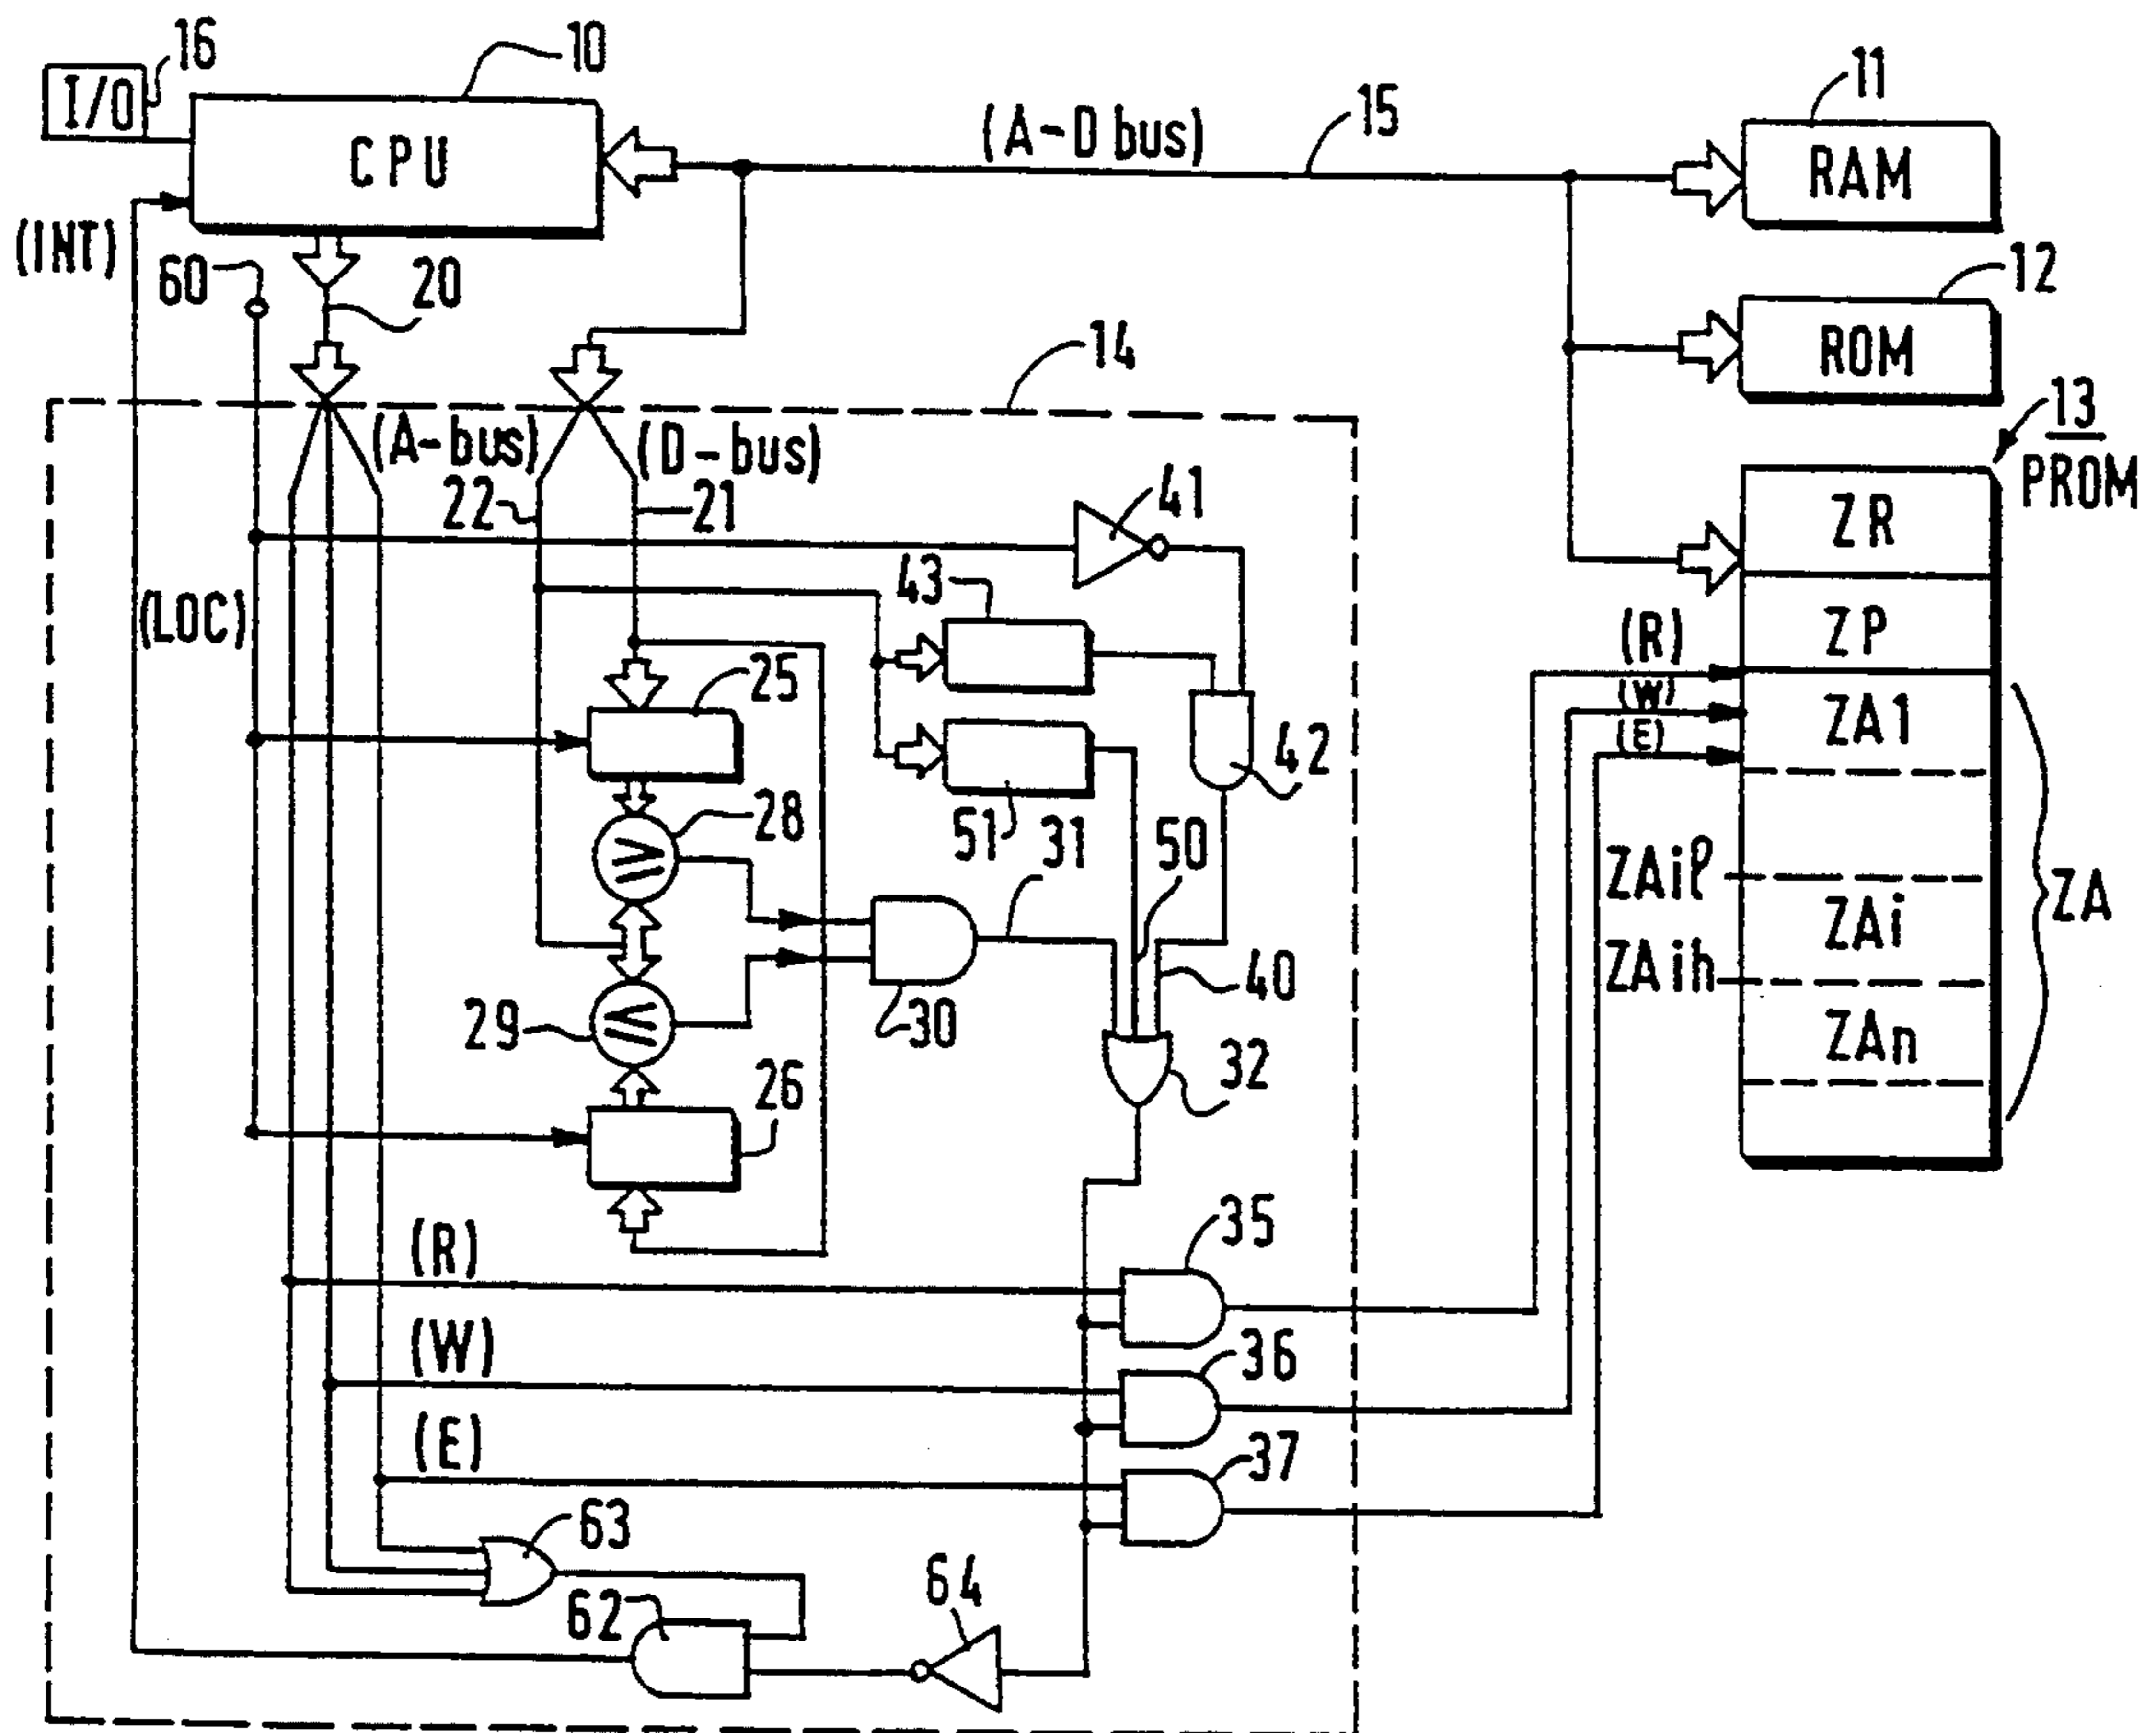 16
10
I/O
CPU
(A-D bus)
15
11
RAM
(INT)
60
20
12
ROM
14
13
PROM
(A-bus)
(D-bus)
22
21
41
ZR
(LOC)
43
ZP
(R)
25
(W)
ZA1
(E)
42
28
51
31
50
ZAiℓ
ZAi
ZA
ZAih
40
29
30
ZAn
32
26
35
(R)
(W)
36
(E)
37
63
62
64